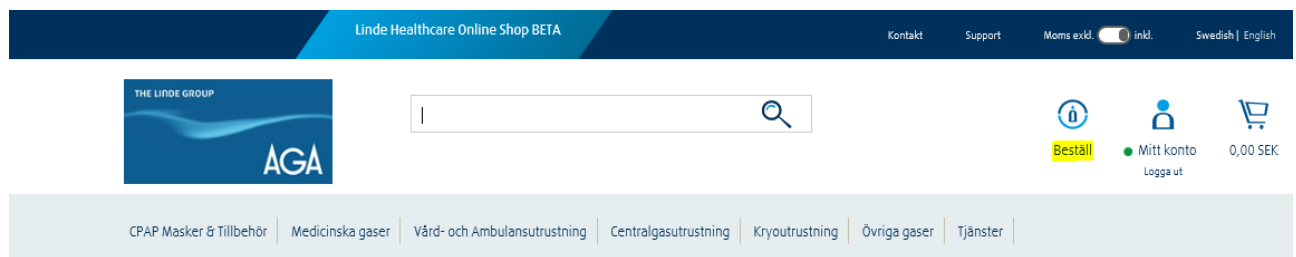 Linde Healthcare Online Shop BETA
Kontakt Support Moms exkl. inkl. Swedish | English
THE LINDE GROUP
AGA
Beställ Mitt konto 0,00 SEK
Logga ut
CPAP Masker & Tillbehör Medicinska gaser Vård- och Ambulansutrustning Centralgasutrustning Kryoutrustning Övriga gaser Tjänster